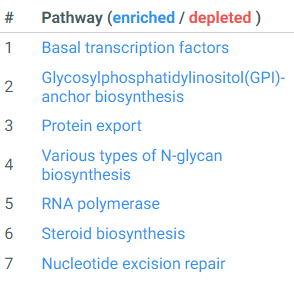 # Pathway (enriched / depleted )
1 Basal transcription factors
2 Glycosylphosphatidylinositol(GPI)-
anchor biosynthesis
3 Protein export
4 Various types of N-glycan
biosynthesis
5 RNA polymerase
6 Steroid biosynthesis
7 Nucleotide excision repair